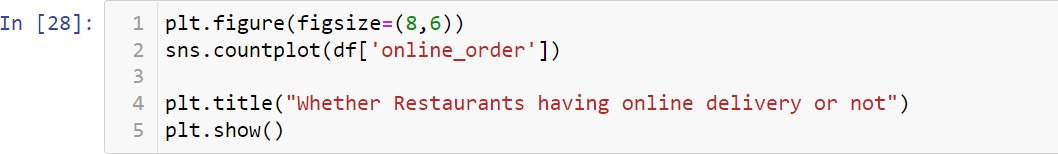 In [28]:
1 plt.figure(figsize=(8,6))
2 sns.countplot(df['online_order'])
3
4 plt.title("Whether Restaurants having online delivery or not")
5 plt.show()